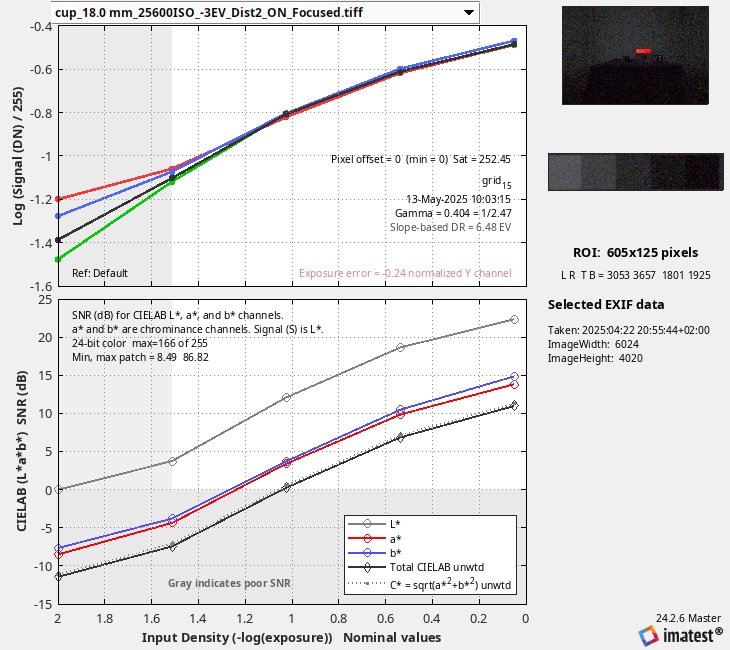 cup_18.0 mm_25600ISO_-3EV_Dist2_ON_Focused.tiff
-0.4
-0.6
-0.8
-1
-1.2
-1.4
-1.6
Log (Signal (DN) / 255)
Pixel offset = 0 (min = 0) Sat = 252.45
grid15
13-May-2025 10:03:15
Gamma = 0.404 = 1/2.47
Slope-based DR = 6.48 EV
Ref: Default
Exposure error = -0.24 normalized Y channel
25
20
15
10
5
0
-5
-10
-15
CIELAB (L*a*b*) SNR (dB)
SNR (dB) for CIELAB L*, a*, and b* channels.
a* and b* are chrominance channels. Signal (S) is L*.
24-bit color max=166 of 255
Min, max patch = 8.49 86.82
Gray indicates poor SNR
L*
a*
b*
Total CIELAB unwtd
C* = sqrt(a*2+b*2) unwtd
2 1.8 1.6 1.4 1.2 1 0.8 0.6 0.4 0.2 0
Input Density (-log(exposure)) Nominal values
ROI: 605x125 pixels
L R T B = 3053 3657 1801 1925
Selected EXIF data
Taken: 2025:04:22 20:55:44+02:00
ImageWidth: 6024
ImageHeight: 4020
24.2.6 Master
imatest®